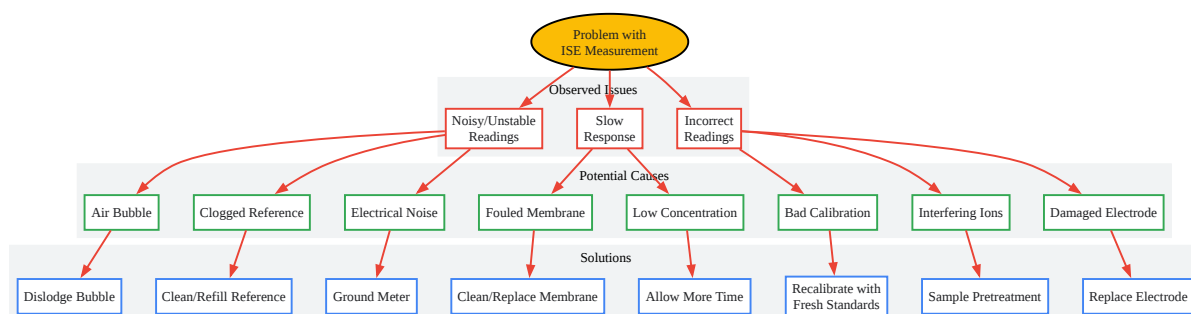 Problem with
ISE Measurement
Observed Issues
Noisy/Unstable
Readings
Slow
Response
Incorrect
Readings
Potential Causes
Air Bubble
Clogged Reference
Electrical Noise
Fouled Membrane
Low Concentration
Bad Calibration
Interfering Ions
Damaged Electrode
Solutions
Dislodge Bubble
Clean/Refill Reference
Ground Meter
Clean/Replace Membrane
Allow More Time
Recalibrate with
Fresh Standards
Sample Pretreatment
Replace Electrode